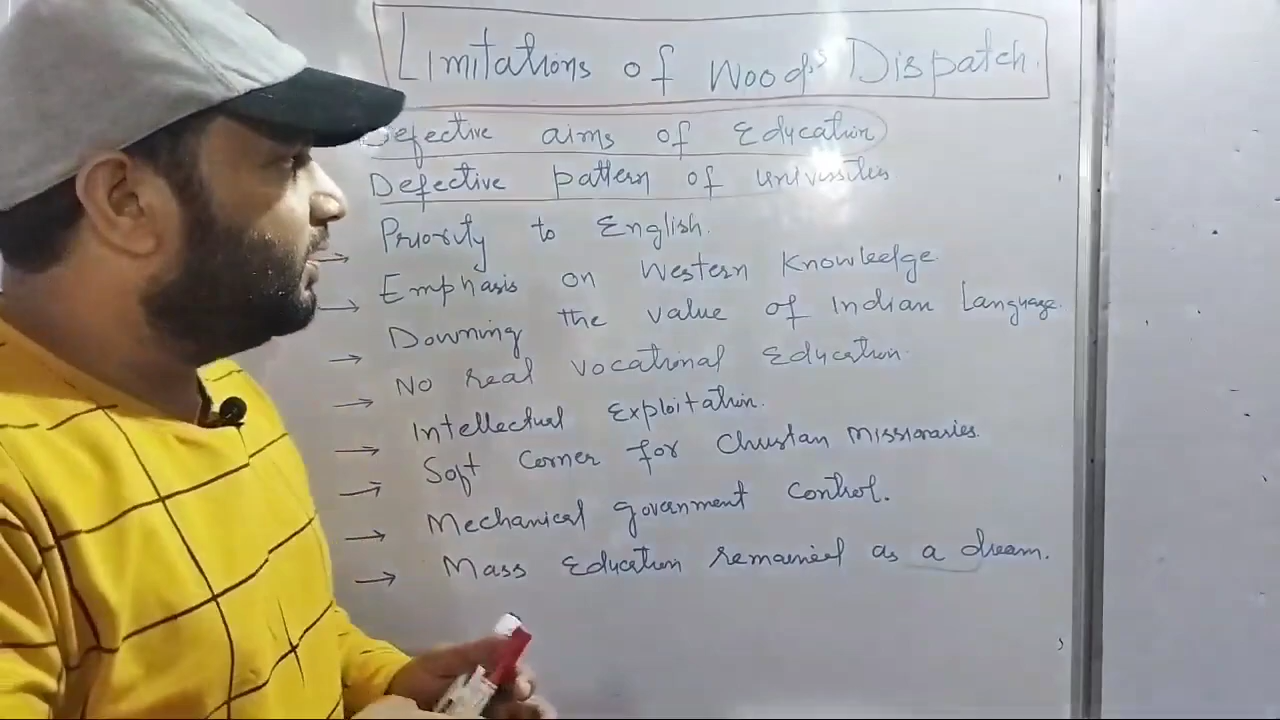 Limitations of Wood's Dispatch.
Defective aims of Education
Defective pattern of universities
Priority to English.
→ Emphasis on Western Knowledge
→ Downing the value of Indian Language.
→ No real vocational Education
→ Intellectual Exploitation.
→ Soft corner for Christan missionaries.
→ Mechanical government control.
→ Mass Education remained as a dream.